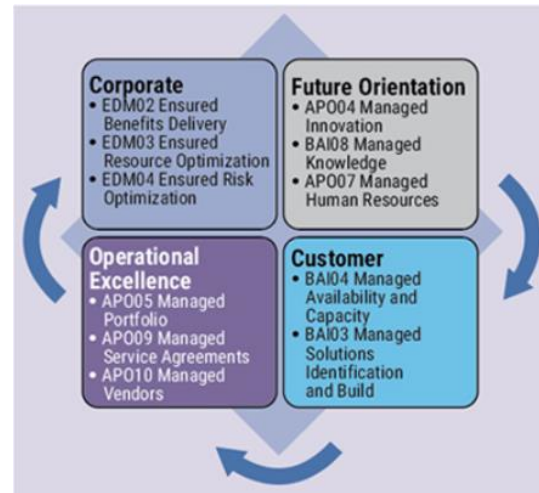 Corporate
• EDM02 Ensured
Benefits Delivery
• EDM03 Ensured
Resource Optimization
• EDM04 Ensured Risk
Optimization
Future Orientation
• APO04 Managed
Innovation
• BAI08 Managed
Knowledge
• APO07 Managed
Human Resources
Operational
Excellence
• APO05 Managed
Portfolio
• APO09 Managed
Service Agreements
• APO10 Managed
Vendors
Customer
• BAI04 Managed
Availability and
Capacity
• BAI03 Managed
Solutions
Identification
and Build